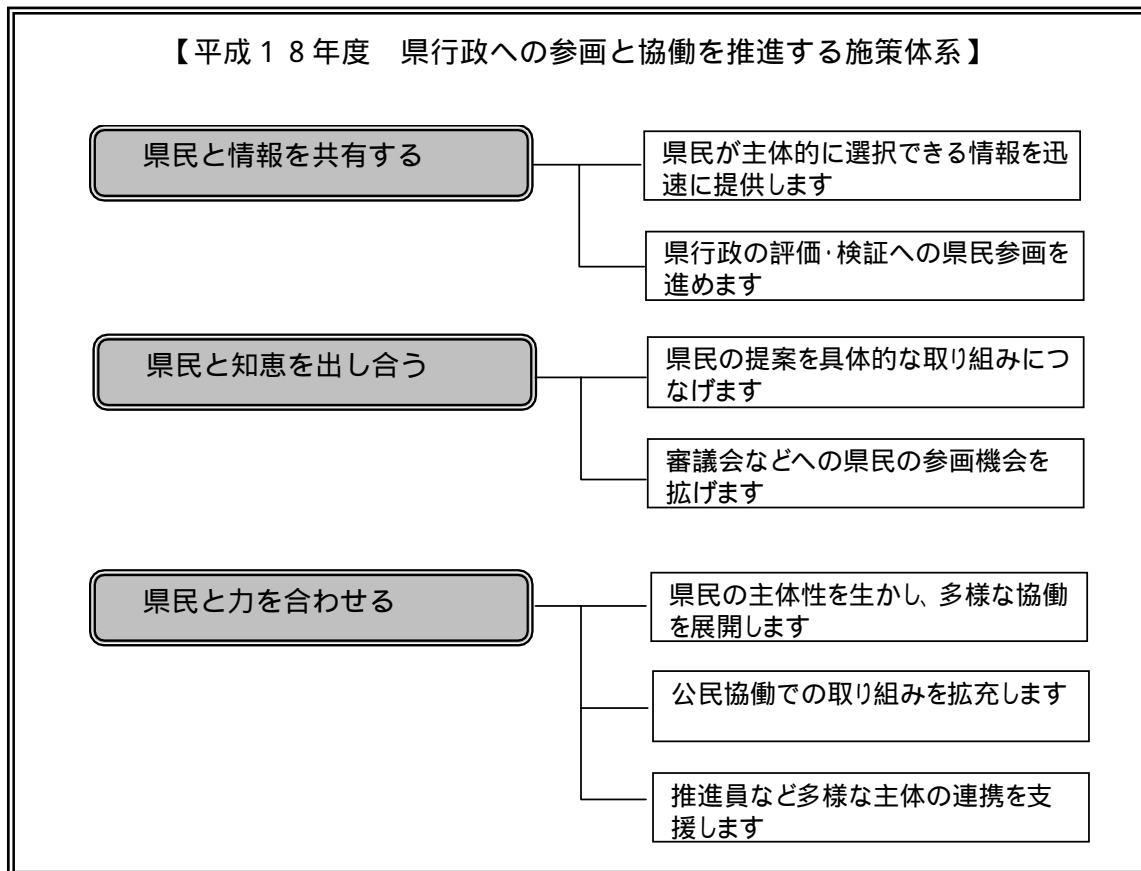 【平成１８年度　県行政への参画と協働を推進する施策体系】
県民と情報を共有する
県民が主体的に選択できる情報を迅
速に提供します
県行政の評価・検証への県民参画を
進めます
県民と知恵を出し合う
県民の提案を具体的な取り組みにつ
なげます
審議会などへの県民の参画機会を
拡げます
県民と力を合わせる
県民の主体性を生かし、多様な協働
を展開します
公民協働での取り組みを拡充します
推進員など多様な主体の連携を支
援します